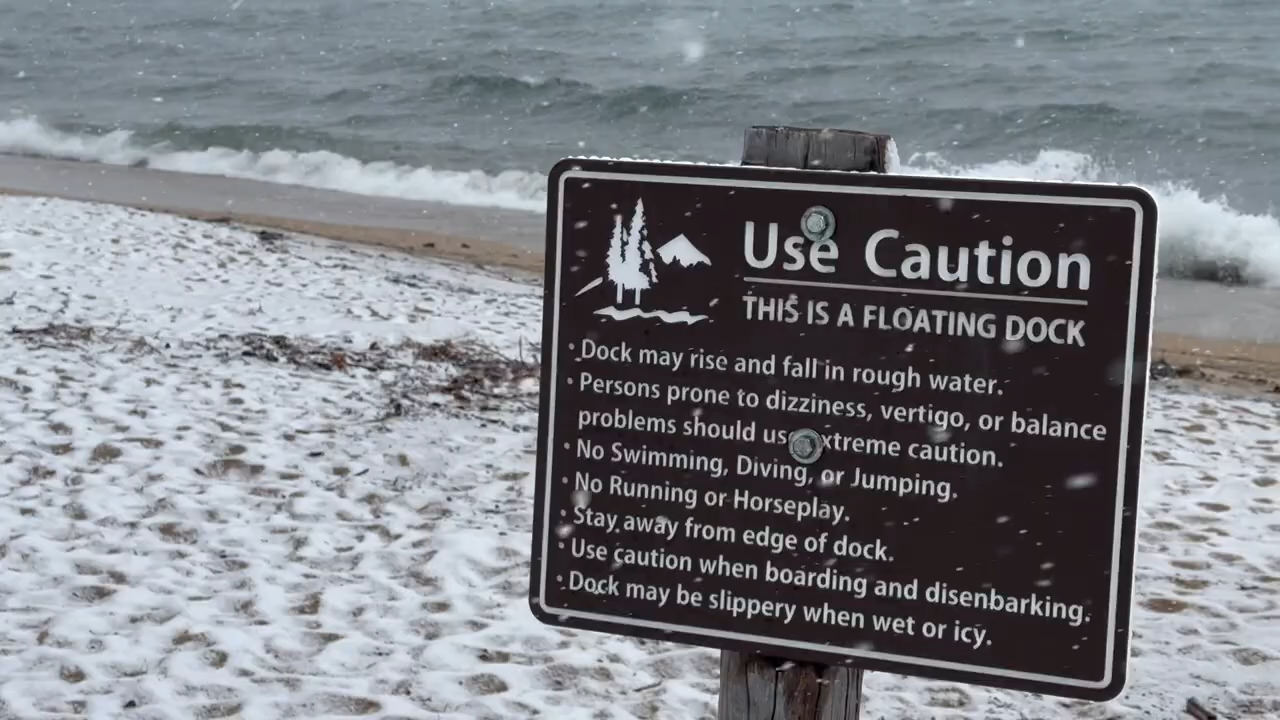 Use Caution
THIS IS A FLOATING DOCK
• Dock may rise and fall in rough water.
• Persons prone to dizziness, vertigo, or balance
problems should use extreme caution.
• No Swimming, Diving, or Jumping.
• No Running or Horseplay.
• Stay away from edge of dock.
• Use caution when boarding and disenbarking.
• Dock may be slippery when wet or icy.